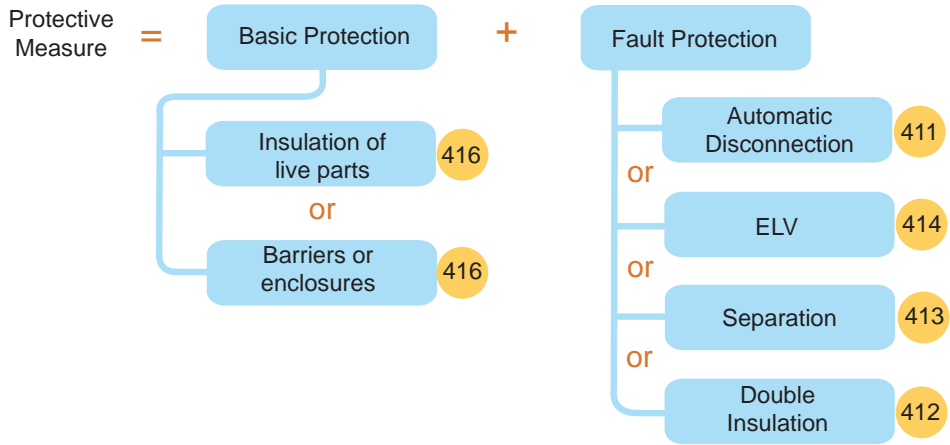 Protective
Measure
=
Basic Protection
+
Fault Protection
Insulation of
live parts
416
or
Barriers or
enclosures
416
Automatic
Disconnection
411
or
ELV
414
or
Separation
413
or
Double
Insulation
412